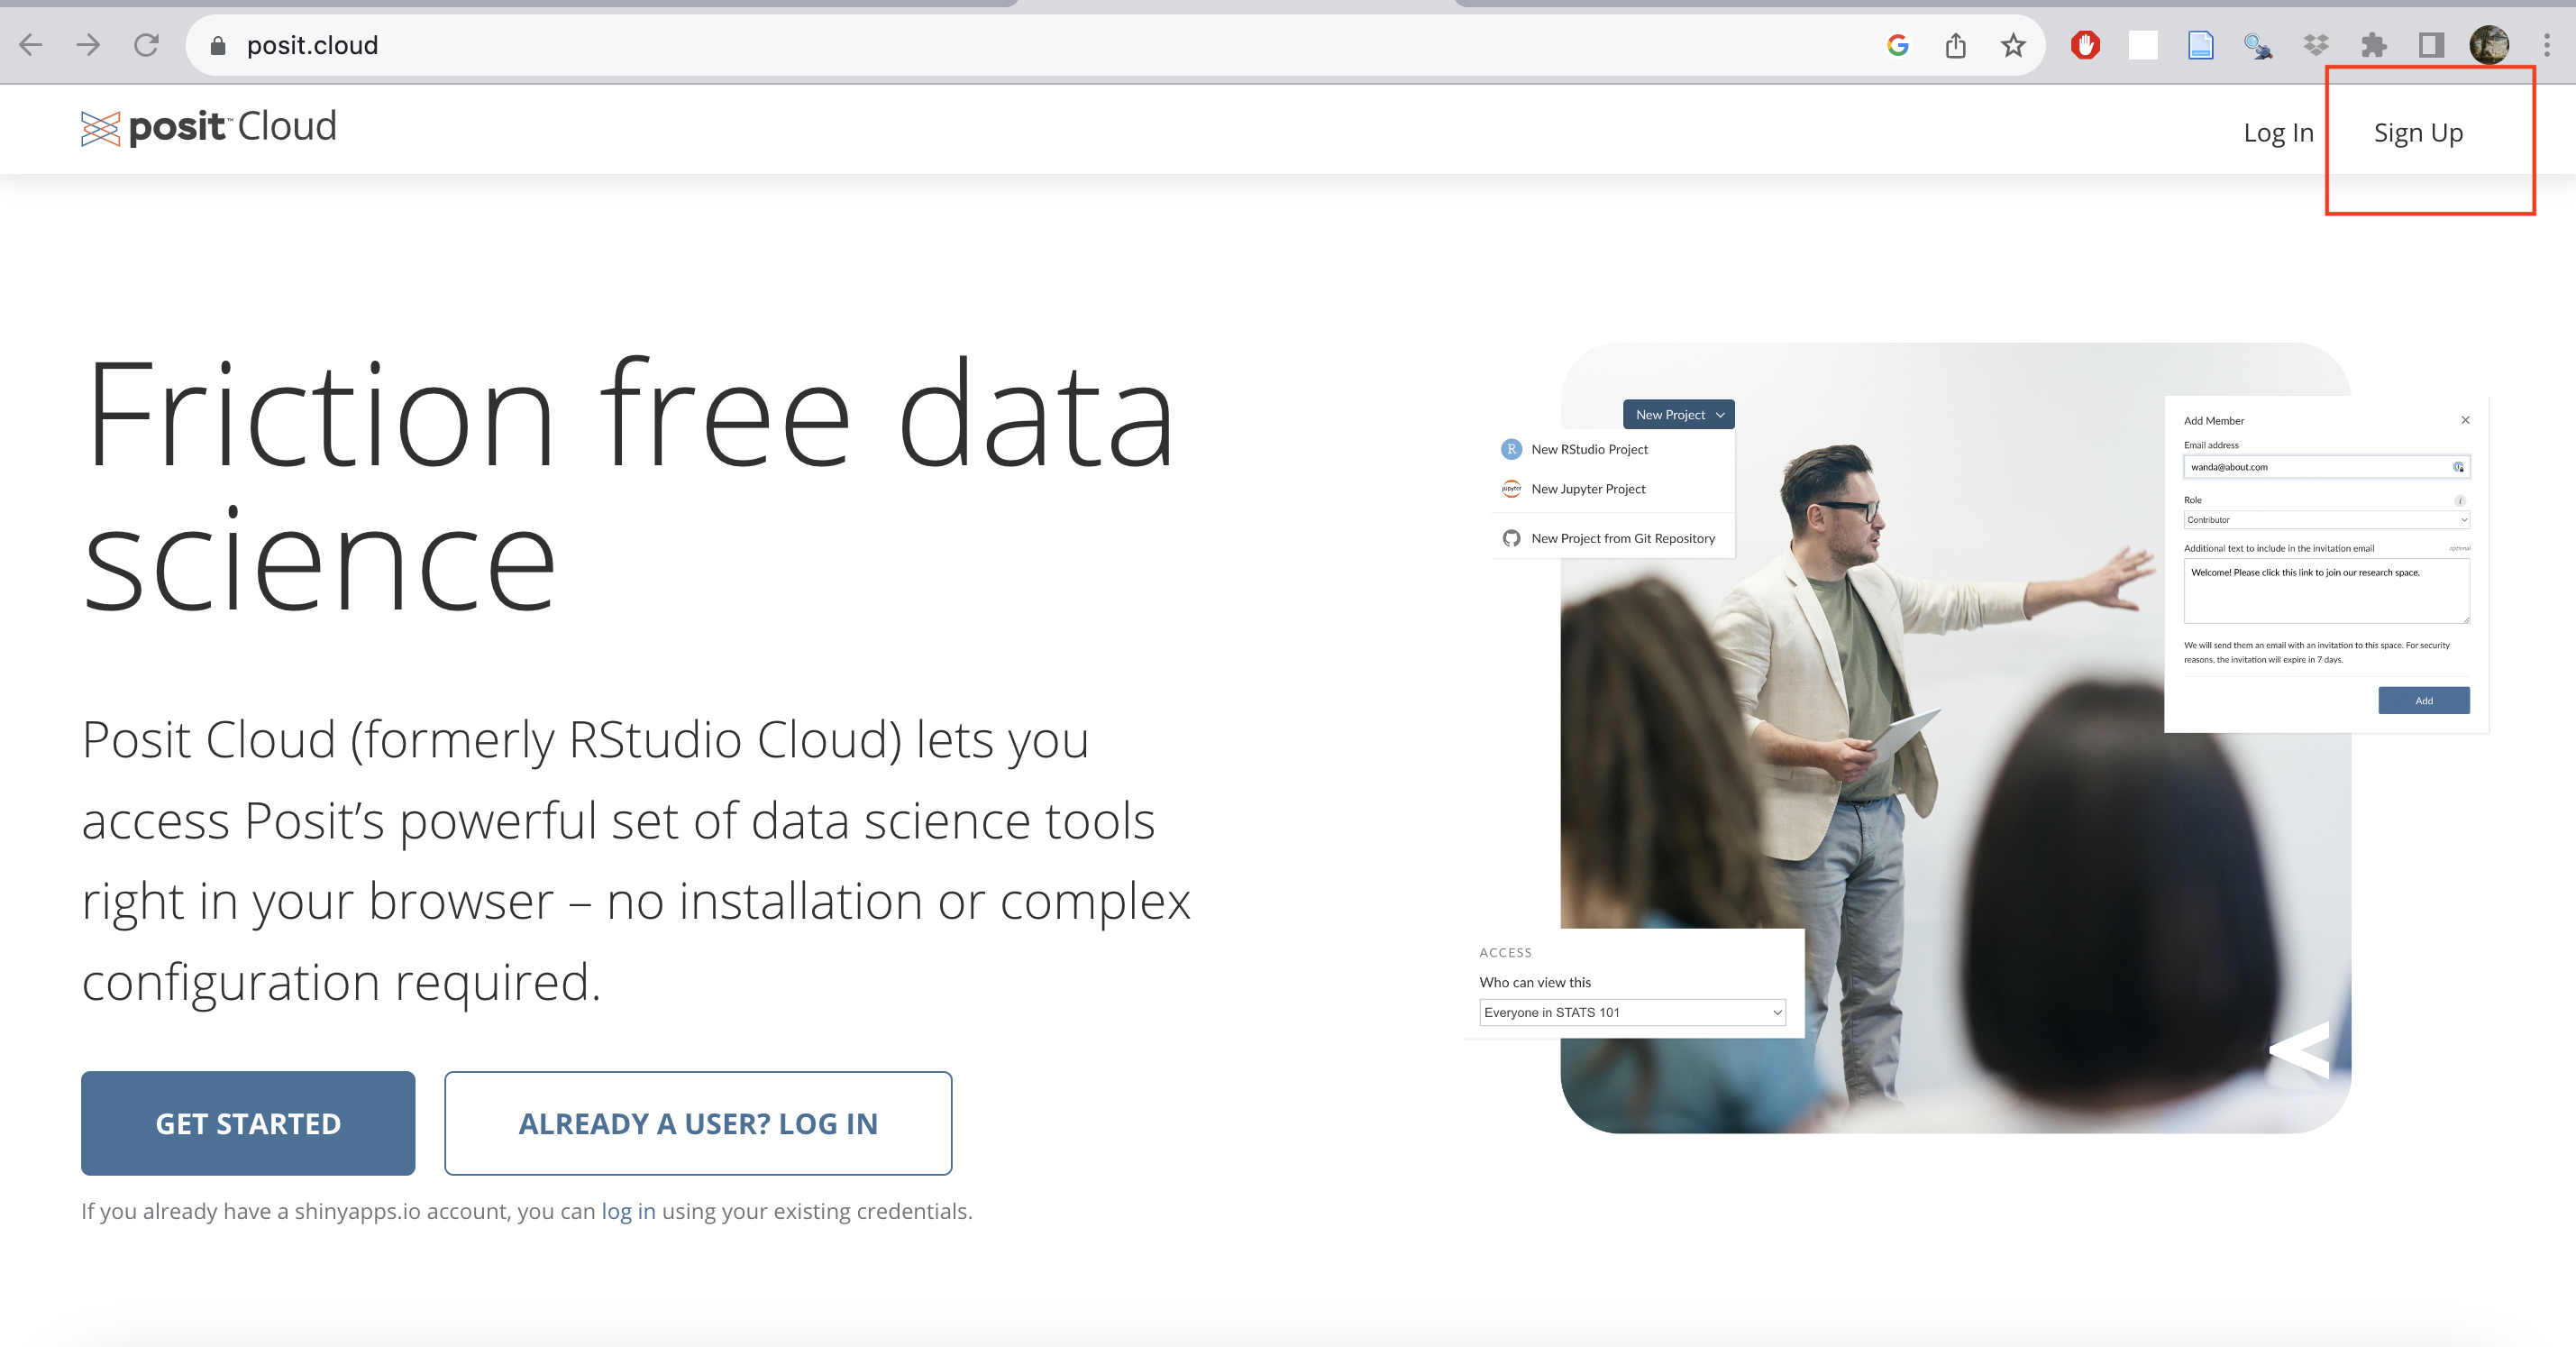 posit.cloud
posit™ Cloud
Log In
Sign Up
Friction free data
science
Posit Cloud (formerly RStudio Cloud) lets you
access Posit’s powerful set of data science tools
right in your browser – no installation or complex
configuration required.
GET STARTED
ALREADY A USER? LOG IN
If you already have a shinyapps.io account, you can log in using your existing credentials.
New Project
R New RStudio Project
jupyter New Jupyter Project
New Project from Git Repository
Add Member
Email address
wanda@about.com
Role
i
Contributor
Additional text to include in the invitation email
optional
Welcome! Please click this link to join our research space.
We will send them an email with an invitation to this space. For security
reasons, the invitation will expire in 7 days.
Add
ACCESS
Who can view this
Everyone in STATS 101